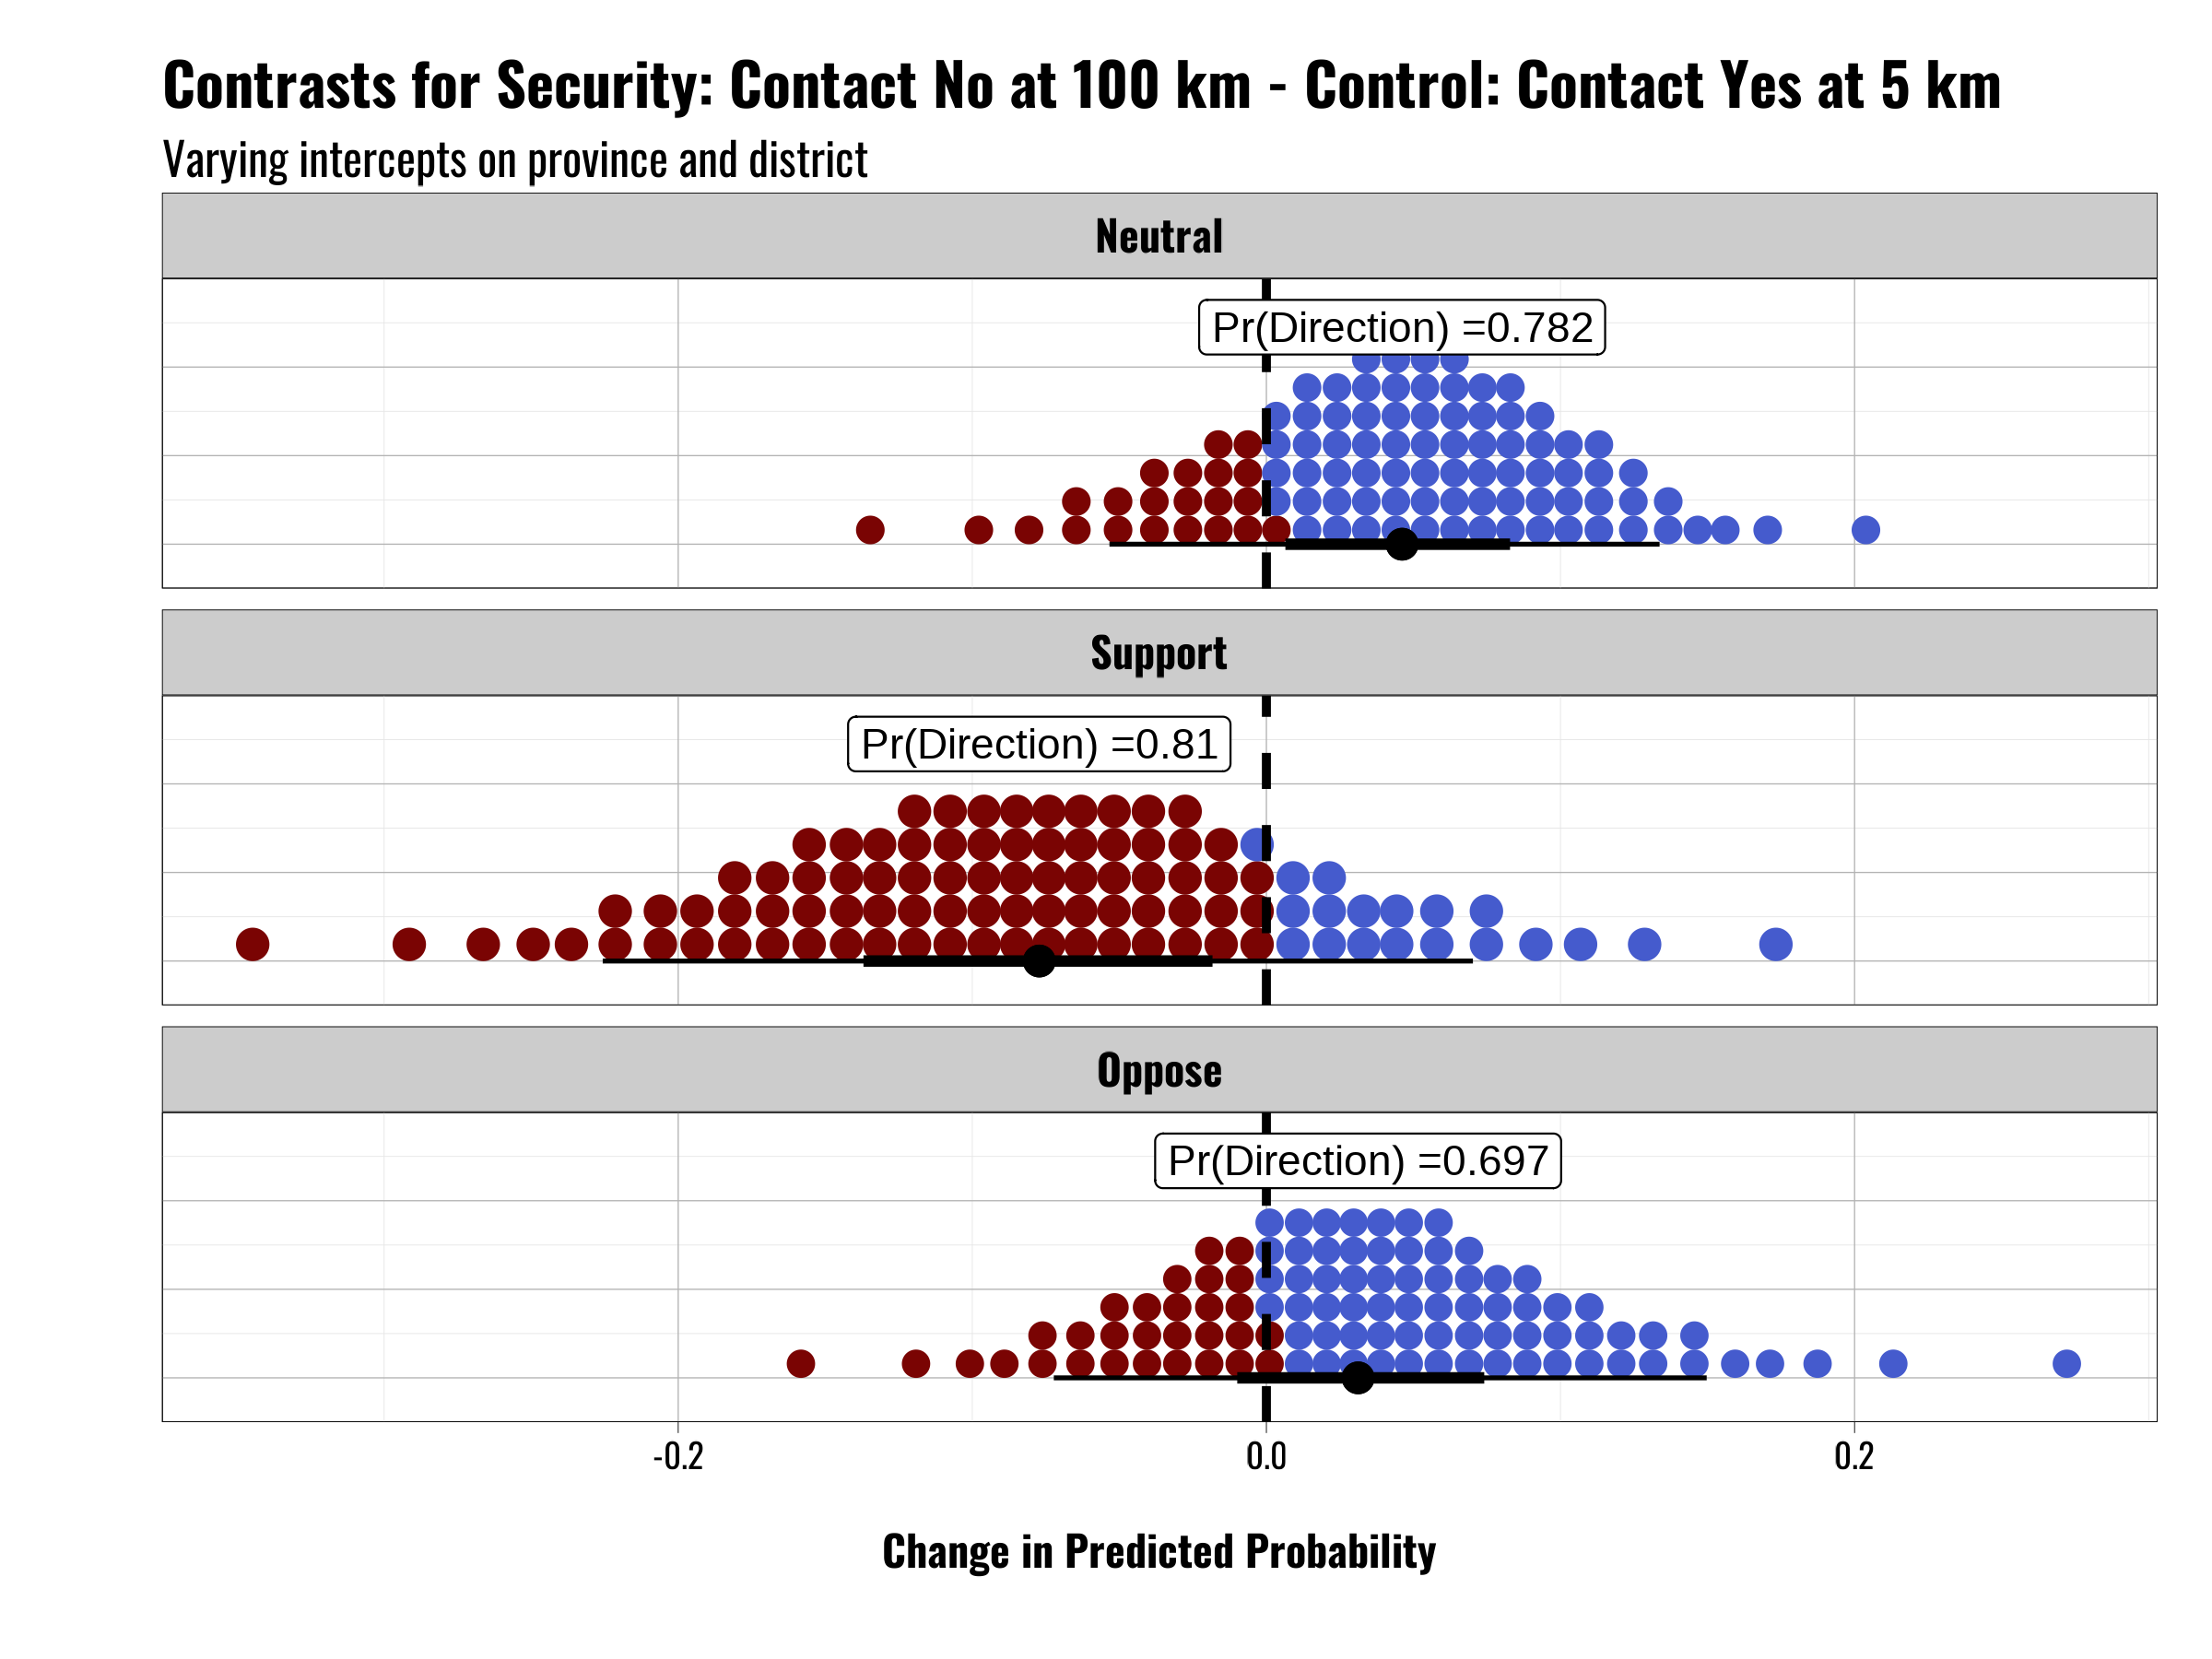 Contrasts for Security: Contact No at 100 km - Control: Contact Yes at 5 km
Varying intercepts on province and district
Neutral
Pr(Direction) =0.782
Support
Pr(Direction) =0.81
Oppose
Pr(Direction) =0.697
-0.2 0.0 0.2
Change in Predicted Probability